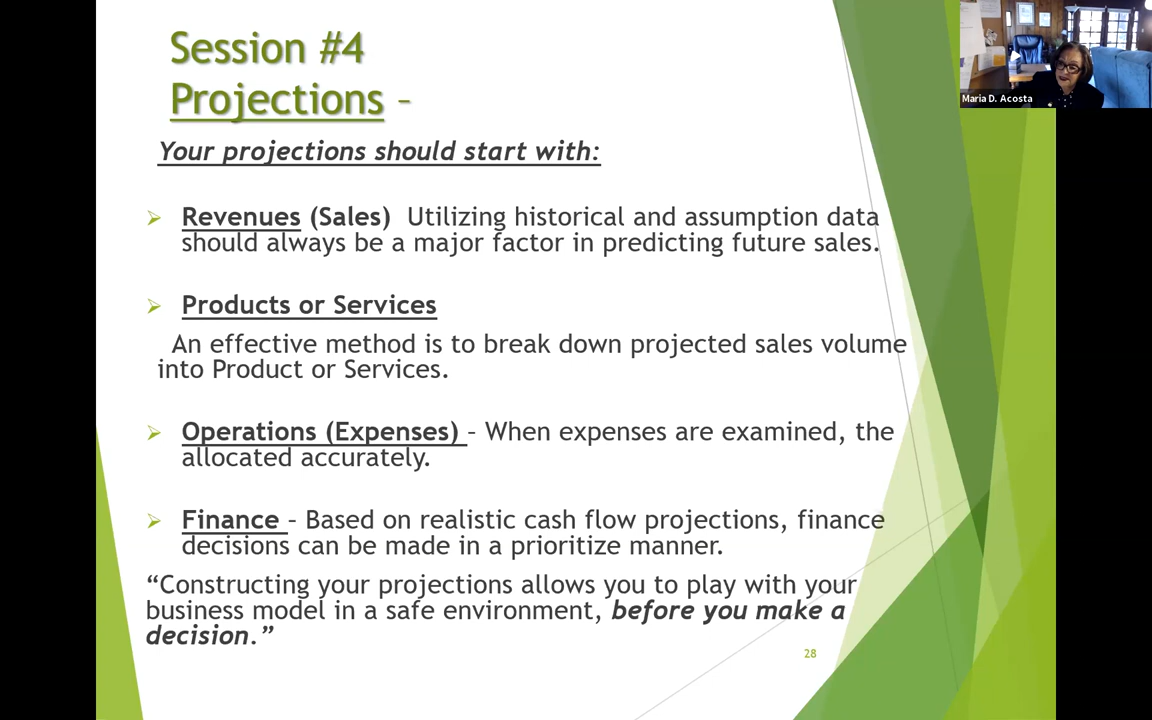 Session #4
Projections –
Your projections should start with:
Revenues (Sales) Utilizing historical and assumption data
should always be a major factor in predicting future sales.
Products or Services
An effective method is to break down projected sales volume
into Product or Services.
Operations (Expenses) – When expenses are examined, the
allocated accurately.
Finance – Based on realistic cash flow projections, finance
decisions can be made in a prioritize manner.
“Constructing your projections allows you to play with your
business model in a safe environment, before you make a
decision.”
28
Maria D. Acosta